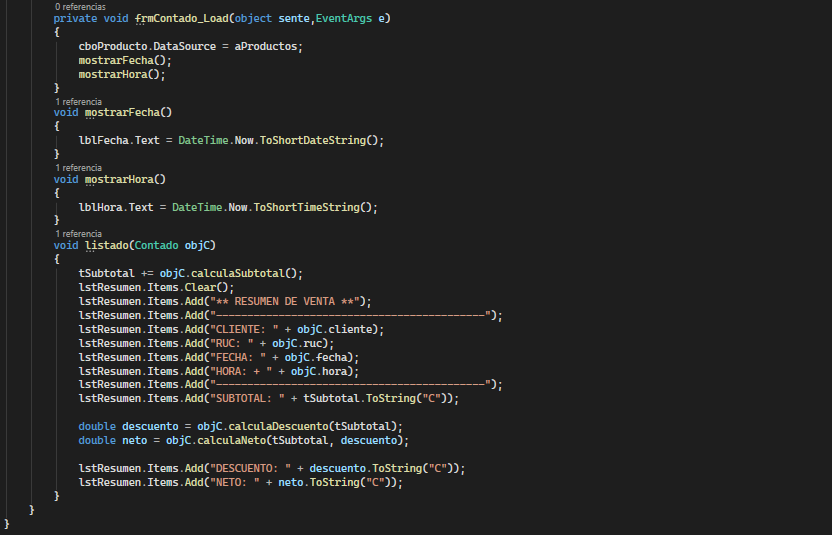 0 referencias
private void frmContado_Load(object sente,EventArgs e)
{
cboProducto.DataSource = aProductos;
mostrarFecha();
mostrarHora();
}
1 referencia
void mostrarFecha()
{
lblFecha.Text = DateTime.Now.ToShortDateString();
}
1 referencia
void mostrarHora()
{
lblHora.Text = DateTime.Now.ToShortTimeString();
}
1 referencia
void listado(Contado objC)
{
tSubtotal += objC.calculaSubtotal();
lstResumen.Items.Clear();
lstResumen.Items.Add("** RESUMEN DE VENTA **");
lstResumen.Items.Add("-------------------------------------------");
lstResumen.Items.Add("CLIENTE: " + objC.cliente);
lstResumen.Items.Add("RUC: " + objC.ruc);
lstResumen.Items.Add("FECHA: " + objC.fecha);
lstResumen.Items.Add("HORA: + " + objC.hora);
lstResumen.Items.Add("-------------------------------------------");
lstResumen.Items.Add("SUBTOTAL: " + tSubtotal.ToString("C"));
double descuento = objC.calculaDescuento(tSubtotal);
double neto = objC.calculaNeto(tSubtotal, descuento);
lstResumen.Items.Add("DESCUENTO: " + descuento.ToString("C"));
lstResumen.Items.Add("NETO: " + neto.ToString("C"));
}
}
}